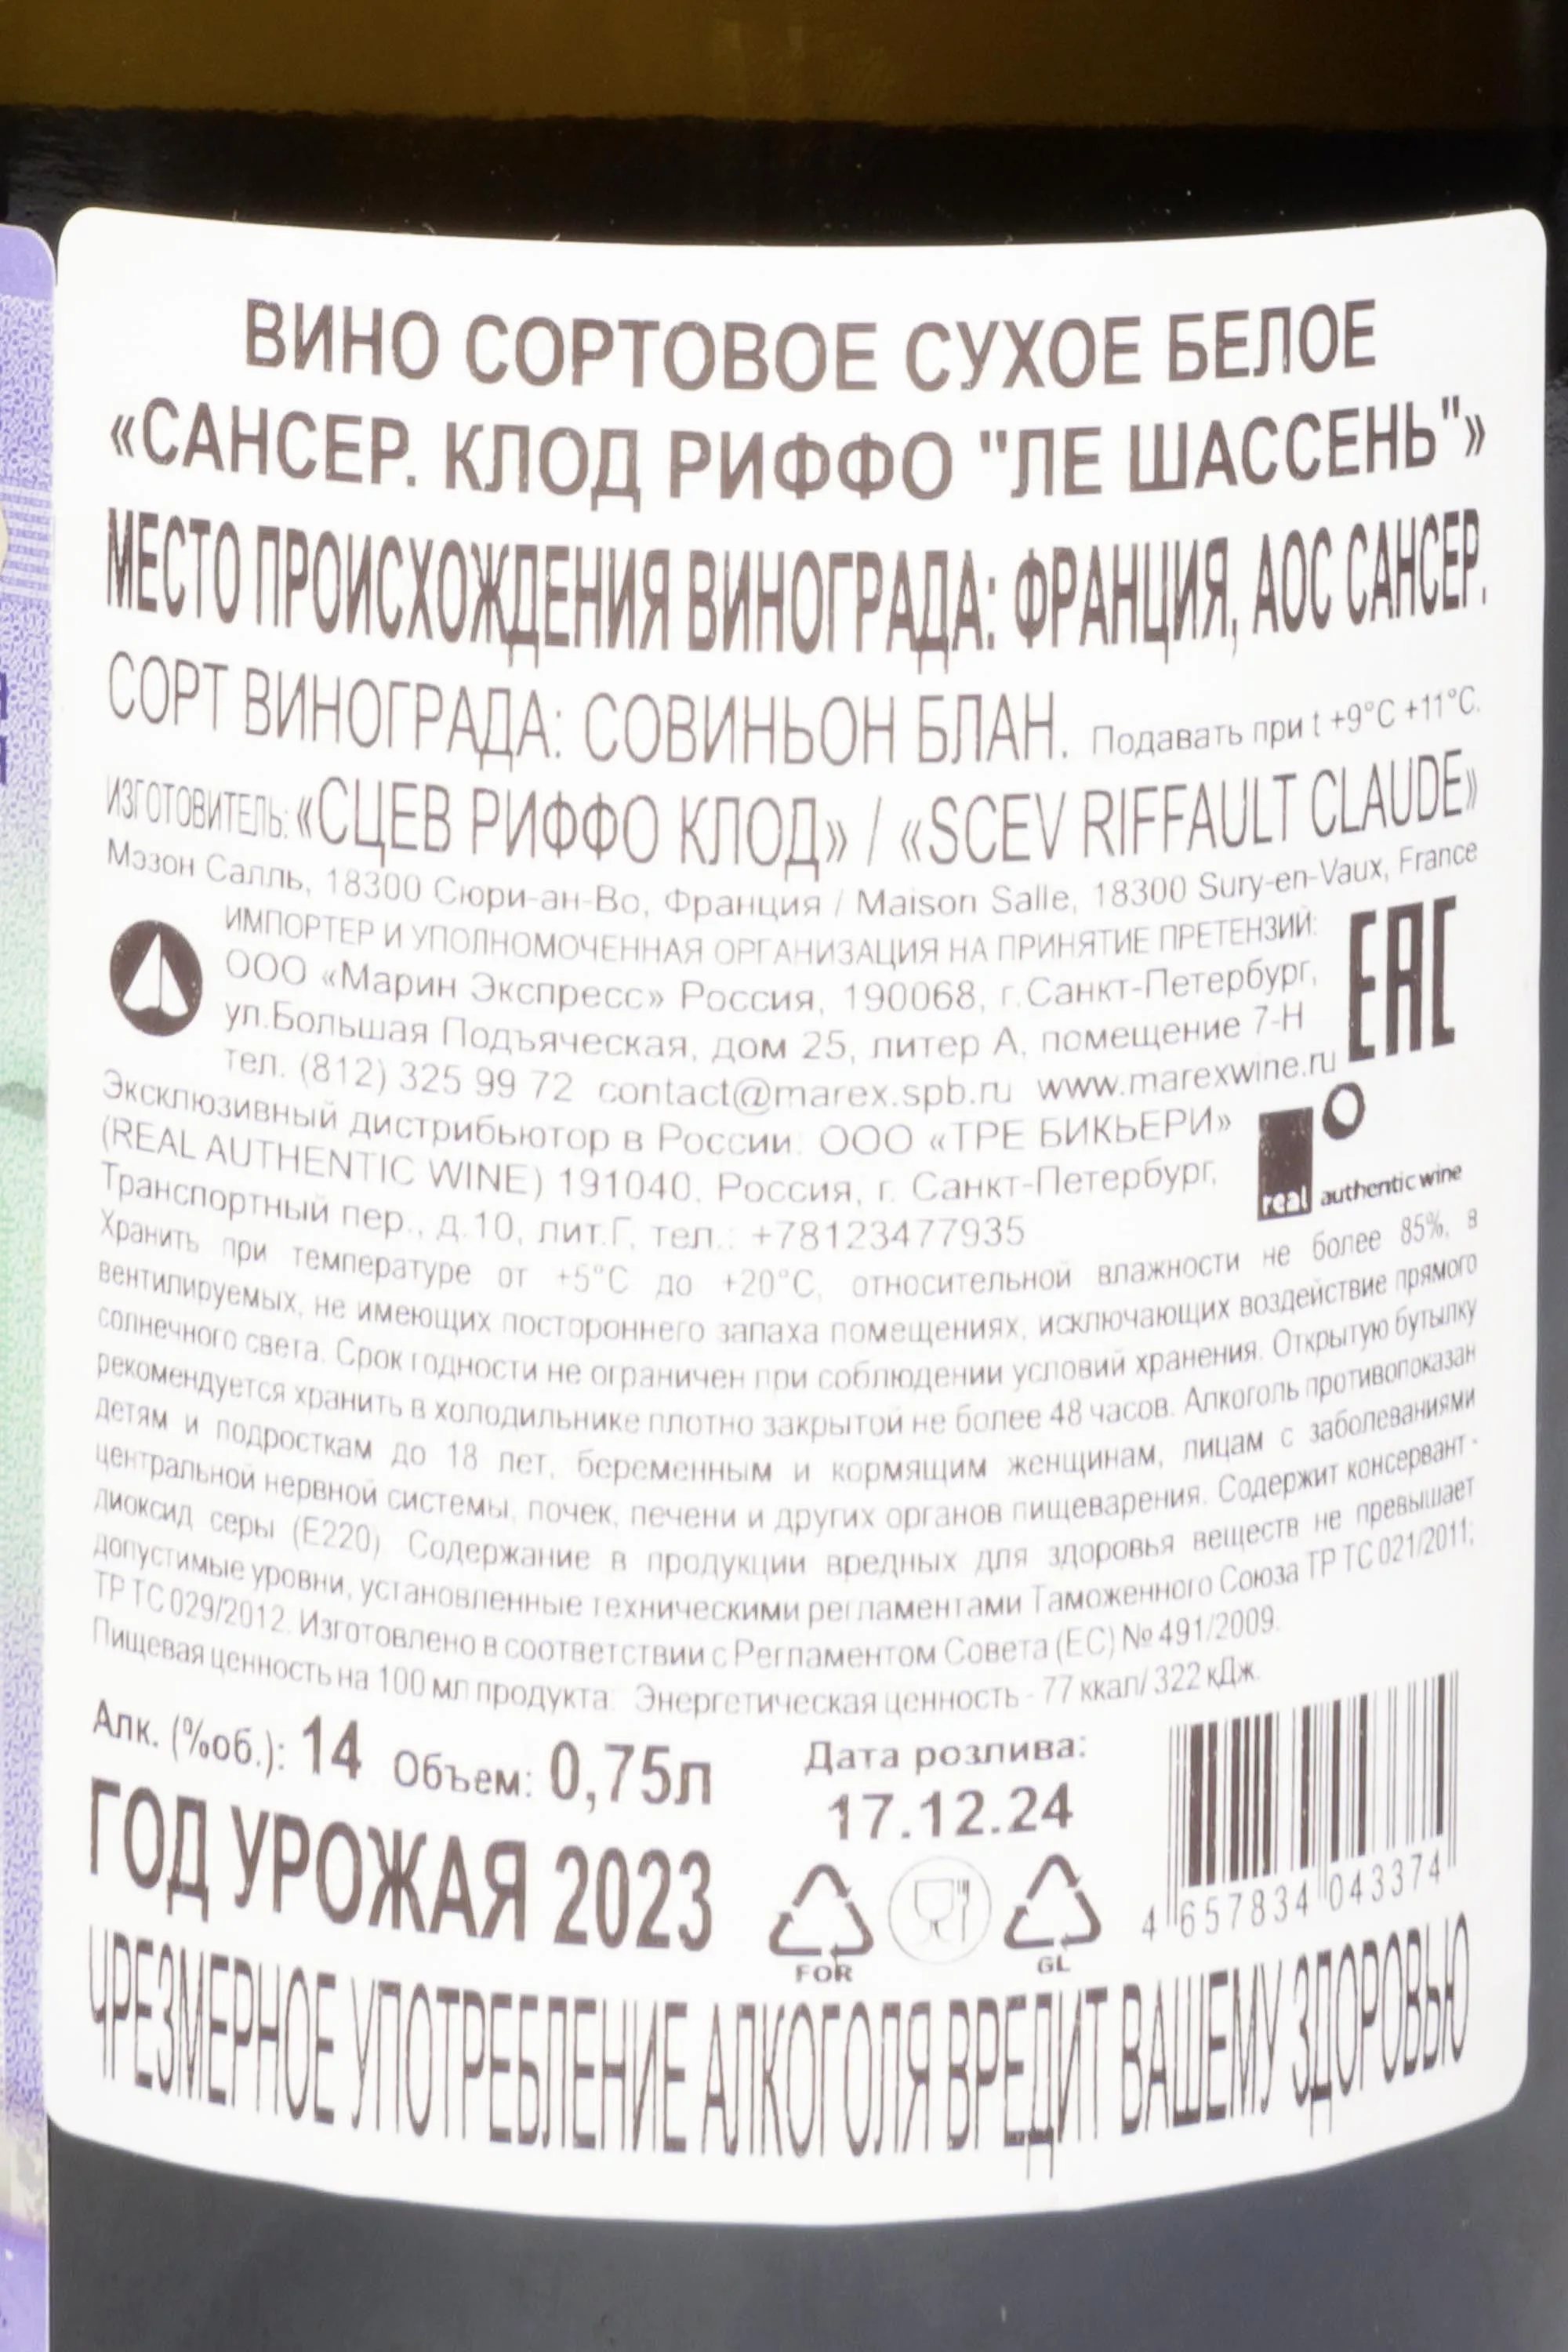 ВИНО СОРТОВОЕ СУХОЕ БЕЛОЕ
«САНСЕР. КЛОД РИФФО "ЛЕ ШАССЕНЬ"»
МЕСТО ПРОИСХОЖДЕНИЯ ВИНОГРАДА: ФРАНЦИЯ, АОС САНСЕР.
СОРТ ВИНОГРАДА: СОВИНЬОН БЛАН. Подавать при t +9°C +11°C.
ИЗГОТОВИТЕЛЬ: «СЦЕВ РИФФО КЛОД» / «SCEV RIFFAULT CLAUDE»
Мэзон Салль, 18300 Сюри-ан-Во, Франция / Maison Salle, 18300 Sury-en-Vaux, France
ИМПОРТЕР И УПОЛНОМОЧЕННАЯ ОРГАНИЗАЦИЯ НА ПРИНЯТИЕ ПРЕТЕНЗИЙ:
ООО «Марин Экспресс» Россия, 190068, г.Санкт-Петербург,
ул.Большая Подъяческая, дом 25, литер А, помещение 7-Н
тел. (812) 325 99 72 contact@marex.spb.ru www.marexwine.ru
EAC
Эксклюзивный дистрибьютор в России: ООО «ТРЕ БИКЬЕРИ»
(REAL AUTHENTIC WINE) 191040, Россия, г. Санкт-Петербург,
Транспортный пер., д.10, лит.Г, тел.: +78123477935
real authentic wine
Хранить при температуре от +5°C до +20°C, относительной влажности не более 85%, в
вентилируемых, не имеющих постороннего запаха помещениях, исключающих воздействие прямого
солнечного света. Срок годности не ограничен при соблюдении условий хранения. Открытую бутылку
рекомендуется хранить в холодильнике плотно закрытой не более 48 часов. Алкоголь противопоказан
детям и подросткам до 18 лет, беременным и кормящим женщинам, лицам с заболеваниями
центральной нервной системы, почек, печени и других органов пищеварения. Содержит консервант -
диоксид серы (Е220). Содержание в продукции вредных для здоровья веществ не превышает
допустимые уровни, установленные техническими регламентами Таможенного Союза ТР ТС 021/2011;
ТР ТС 029/2012. Изготовлено в соответствии с Регламентом Совета (ЕС) № 491/2009.
Пищевая ценность на 100 мл продукта: Энергетическая ценность - 77 ккал/ 322 кДж.
Алк. (%об.): 14 Объем: 0,75л
Дата розлива:
17.12.24
ГОД УРОЖАЯ 2023
FOR
GL
4 657834 043374
ЧРЕЗМЕРНОЕ УПОТРЕБЛЕНИЕ АЛКОГОЛЯ ВРЕДИТ ВАШЕМУ ЗДОРОВЬЮ